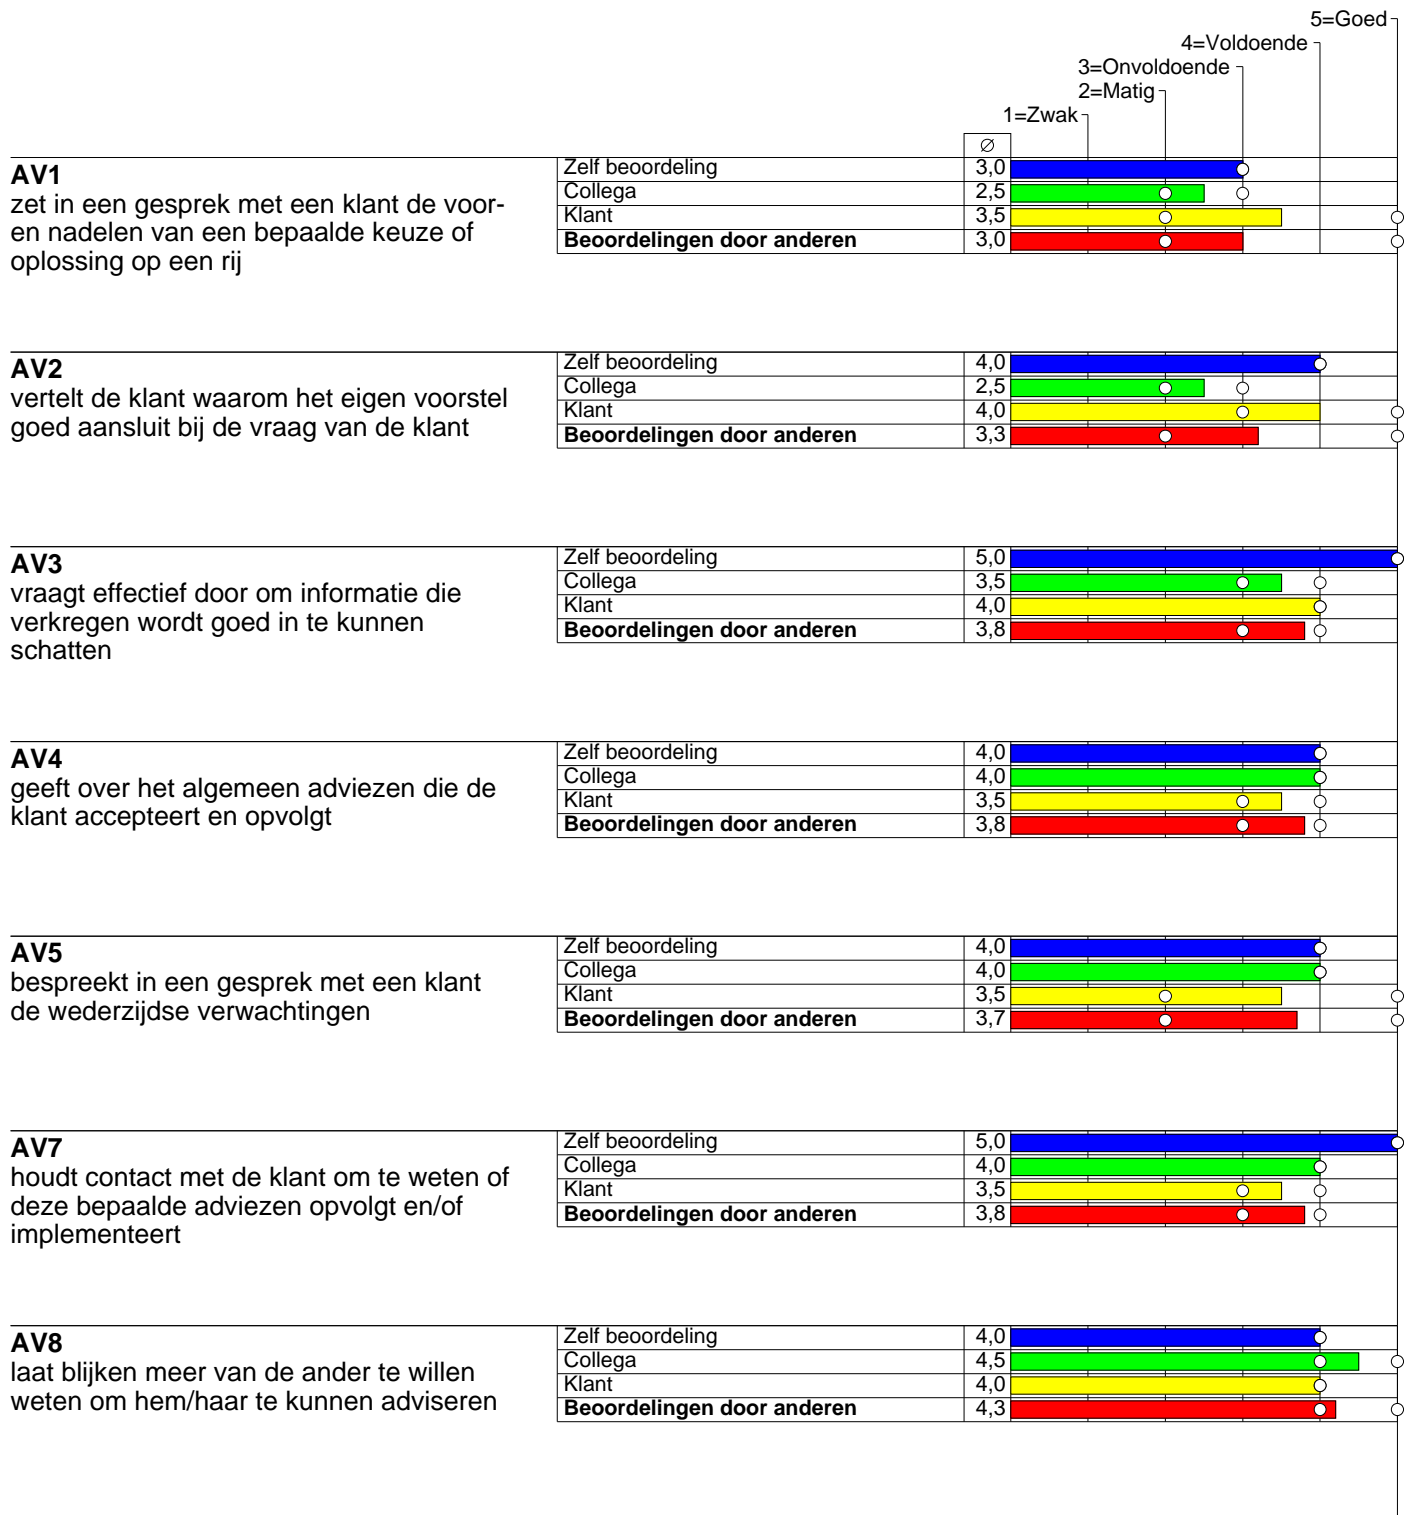 5=Goed
4=Voldoende
3=Onvoldoende
2=Matig
1=Zwak
∅
AV1
zet in een gesprek met een klant de voor-
en nadelen van een bepaalde keuze of
oplossing op een rij
Zelf beoordeling 3,0
Collega 2,5
Klant 3,5
Beoordelingen door anderen 3,0
AV2
vertelt de klant waarom het eigen voorstel
goed aansluit bij de vraag van de klant
Zelf beoordeling 4,0
Collega 2,5
Klant 4,0
Beoordelingen door anderen 3,3
AV3
vraagt effectief door om informatie die
verkregen wordt goed in te kunnen
schatten
Zelf beoordeling 5,0
Collega 3,5
Klant 4,0
Beoordelingen door anderen 3,8
AV4
geeft over het algemeen adviezen die de
klant accepteert en opvolgt
Zelf beoordeling 4,0
Collega 4,0
Klant 3,5
Beoordelingen door anderen 3,8
AV5
bespreekt in een gesprek met een klant
de wederzijdse verwachtingen
Zelf beoordeling 4,0
Collega 4,0
Klant 3,5
Beoordelingen door anderen 3,7
AV7
houdt contact met de klant om te weten of
deze bepaalde adviezen opvolgt en/of
implementeert
Zelf beoordeling 5,0
Collega 4,0
Klant 3,5
Beoordelingen door anderen 3,8
AV8
laat blijken meer van de ander te willen
weten om hem/haar te kunnen adviseren
Zelf beoordeling 4,0
Collega 4,5
Klant 4,0
Beoordelingen door anderen 4,3